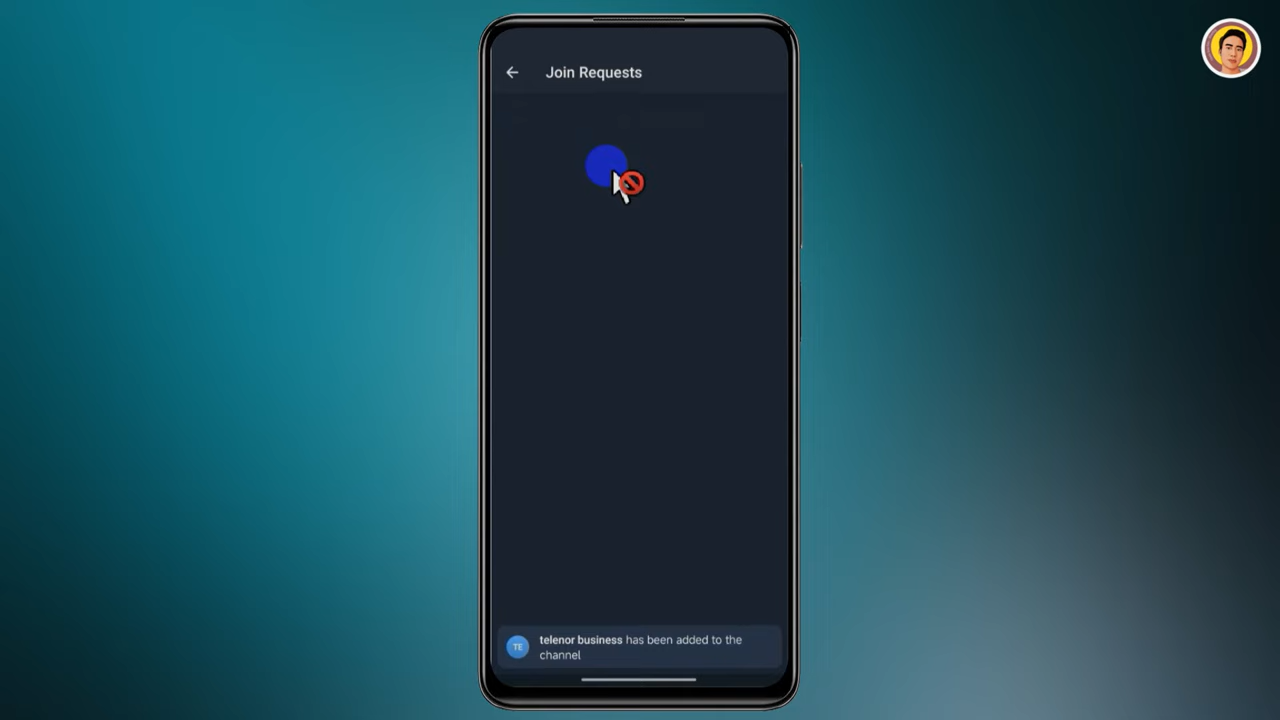 Join Requests
TE
telenor business has been added to the
channel